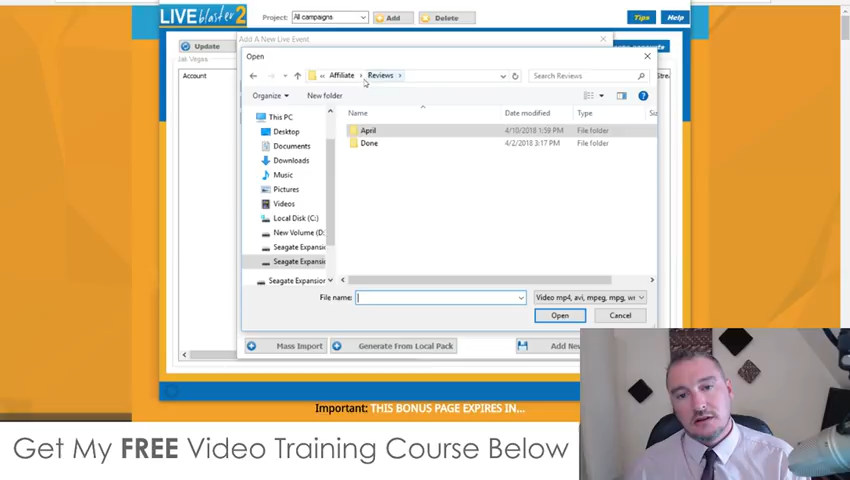 LIVEblaster2
Project: All campaigns Add Delete Tips Help
Add A New Live Event
Update
Account
Open
« Affiliate › Reviews › Search Reviews
Organize New folder
Name Date modified Type
This PC
Desktop
Documents
Downloads
Music
Pictures
Videos
Local Disk (C:)
New Volume (D:
Seagate Expansi
Seagate Expansi
Seagate Expansion
April 4/10/2018 1:59 PM File folder
Done 4/2/2018 3:17 PM File folder
File name: Video mp4, avi, mpeg, mpg, w
Open Cancel
Mass Import Generate From Local Pack Add New
Important: THIS BONUS PAGE EXPIRES IN...
Get My FREE Video Training Course Below